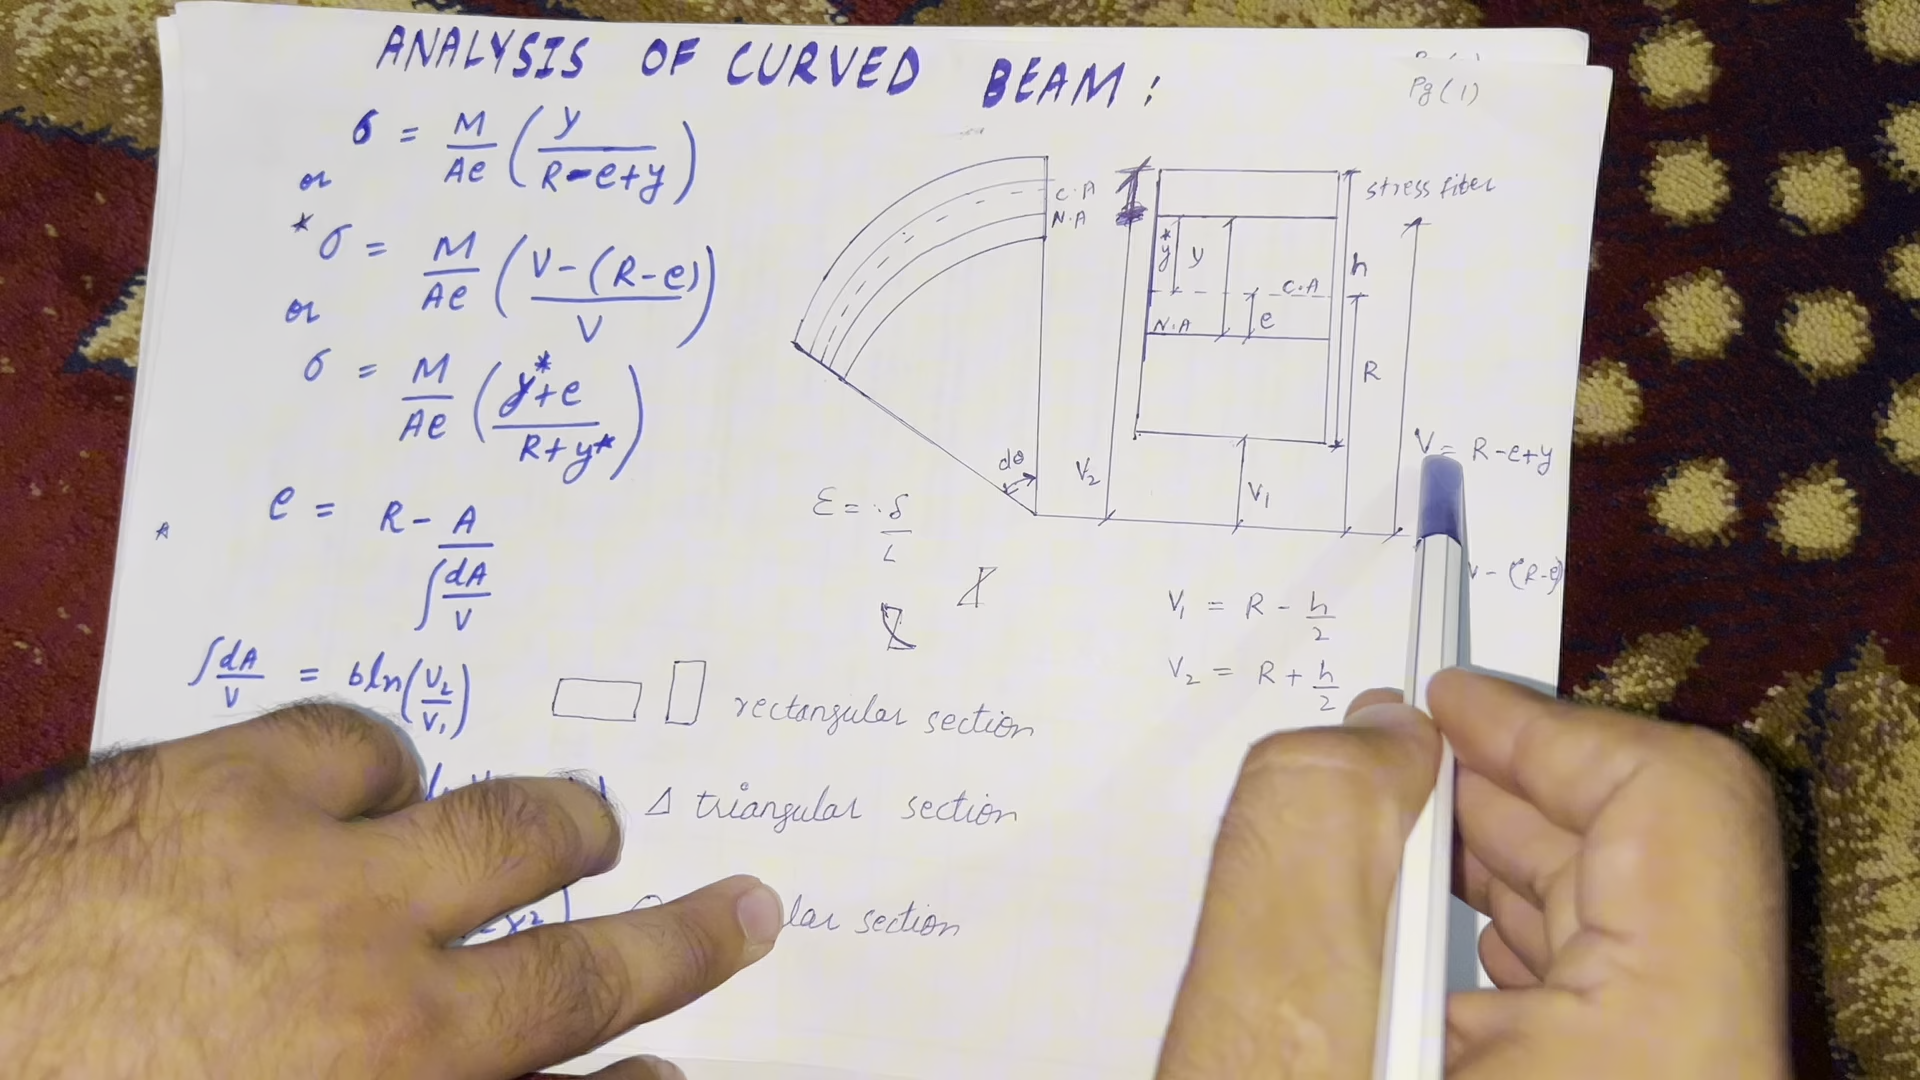 ANALYSIS OF CURVED BEAM :
Pg (1)
σ = M/Ae ( y / R-e+y )
or
* σ = M/Ae ( V-(R-e) / V )
or
σ = M/Ae ( y*+e / R+y* )
e = R - A / ∫ dA/V
∫ dA/V = b ln ( V₂/V₁ )
rectangular section
Δ triangular section
lar section
C.A
N.A
dθ
ε = δ/L
stress fiber
y* y
C.A
h
N.A
e
R
V₂
V₁
V = R-e+y
V-(R-e)
V₁ = R - h/2
V₂ = R + h/2